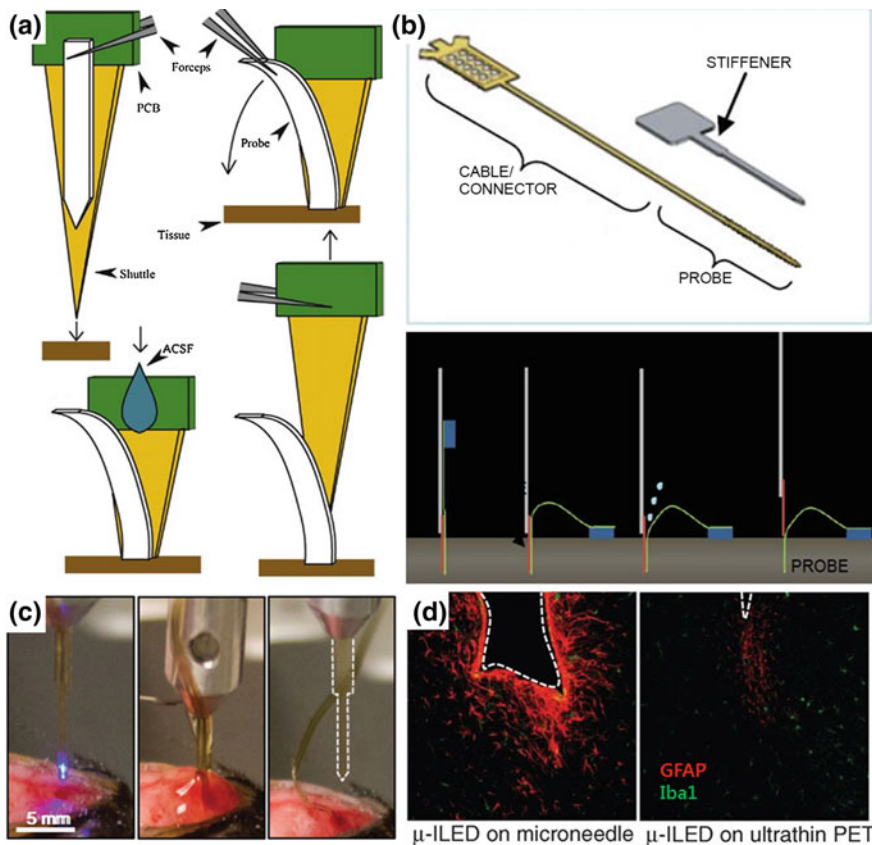 (a)
Forceps
PCB
Probe
Tissue
Shuttle
ACSF
(b)
STIFFENER
CABLE/
CONNECTOR
PROBE
PROBE
(c)
5 mm
(d)
GFAP
Iba1
μ-ILED on microneedle
μ-ILED on ultrathin PET